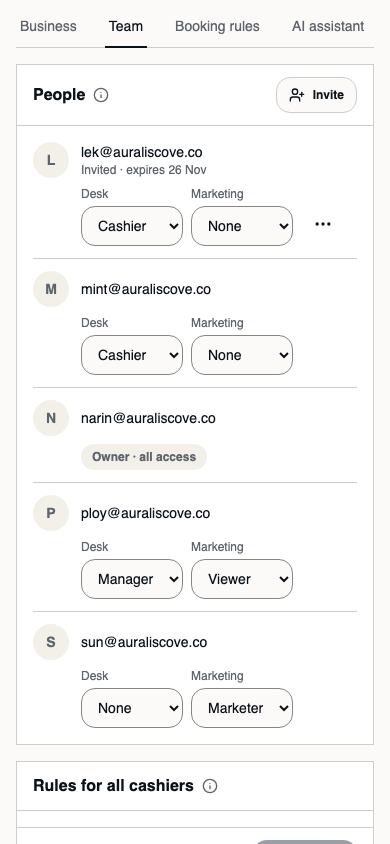 Business Team Booking rules AI assistant
People
Invite
L
lek@auraliscove.co
Invited · expires 26 Nov
Desk Marketing
Cashier None
M
mint@auraliscove.co
Desk Marketing
Cashier None
N
narin@auraliscove.co
Owner · all access
P
ploy@auraliscove.co
Desk Marketing
Manager Viewer
S
sun@auraliscove.co
Desk Marketing
None Marketer
Rules for all cashiers